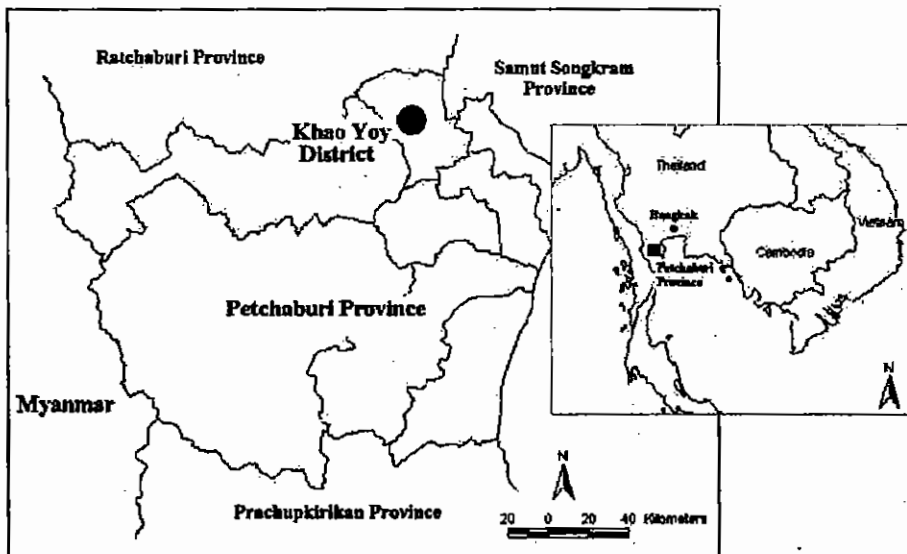 Ratchaburi Province
Samut Songkram
Province
Khao Yoy
District
Petchaburi Province
Myanmar
Prachupkirikan Province
N
20 0 20 40 Kilometers
Thailand
Bangkok
Vietnam
Cambodia
Petchaburi
Province
N